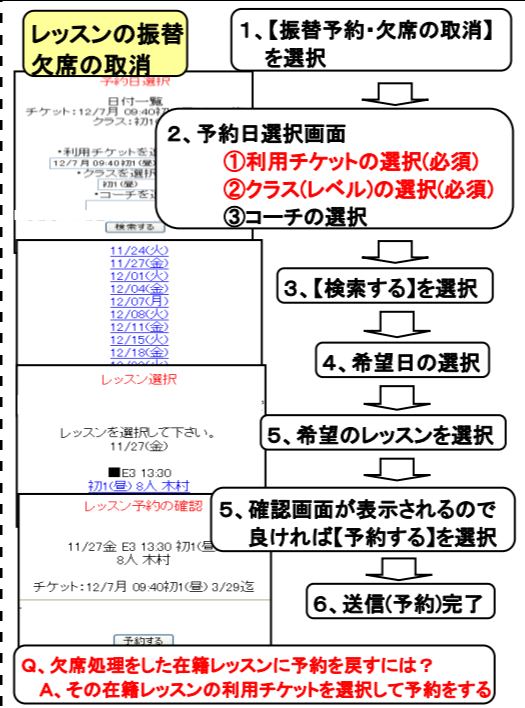 レッスンの振替
欠席の取消
1、【振替予約・欠席の取消】
を選択
予約日選択
日付一覧
チケット:12/7月 09:40初
クラス:初1
・利用チケットを
12/7月 09:40初1(昼)
・クラスを選択
初1(昼)
・コーチを
検索する
2、予約日選択画面
①利用チケットの選択(必須)
②クラス(レベル)の選択(必須)
③コーチの選択
3、【検索する】を選択
11/24(火)
11/27(金)
12/01(火)
12/04(金)
12/07(月)
12/08(火)
12/11(金)
12/15(火)
12/18(金)
4、希望日の選択
レッスン選択
レッスンを選択して下さい。
11/27(金)
■E3 13:30
初1(昼) 8人 木村
5、希望のレッスンを選択
レッスン予約の確認
11/27金 E3 13:30 初1(昼
8人 木村
チケット:12/7月 09:40初1(昼) 3/29迄
予約する
5、確認画面が表示されるので
良ければ【予約する】を選択
6、送信(予約)完了
Q、欠席処理をした在籍レッスンに予約を戻すには?
A、その在籍レッスンの利用チケットを選択して予約をする